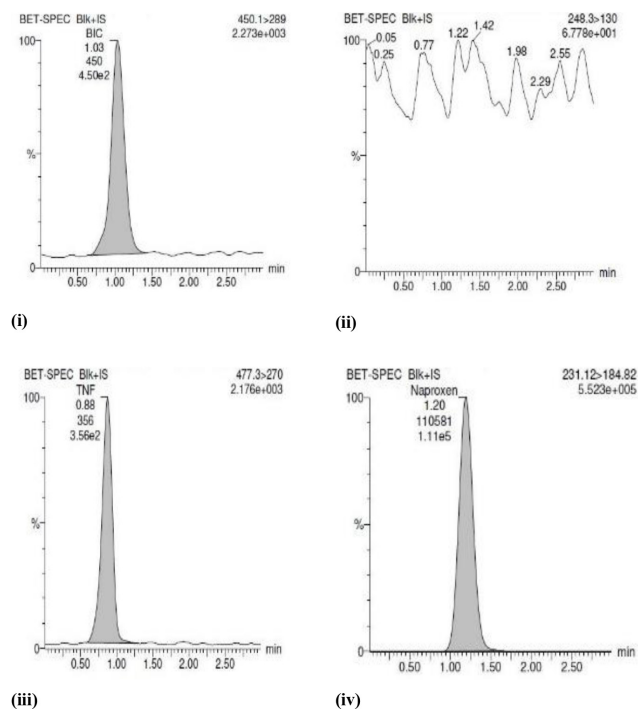 BET-SPEC Blk+IS
450.1>289
BIC
2.273e+003
1.03
450
4.50e2
100
%
0
0.50 1.00 1.50 2.00 2.50 min
(i)
BET-SPEC Blk+IS
248.3>130
6.778e+001
100
0.05
0.25
0.77
1.22
1.42
1.98
2.29
2.55
%
0
0.50 1.00 1.50 2.00 2.50 min
(ii)
BET-SPEC Blk+IS
477.3>270
TNF
2.176e+003
0.88
356
3.56e2
100
%
0
0.50 1.00 1.50 2.00 2.50 min
(iii)
BET-SPEC Blk+IS
231.12>184.82
Naproxen
5.523e+005
1.20
110581
1.11e5
100
%
0
0.50 1.00 1.50 2.00 2.50 min
(iv)